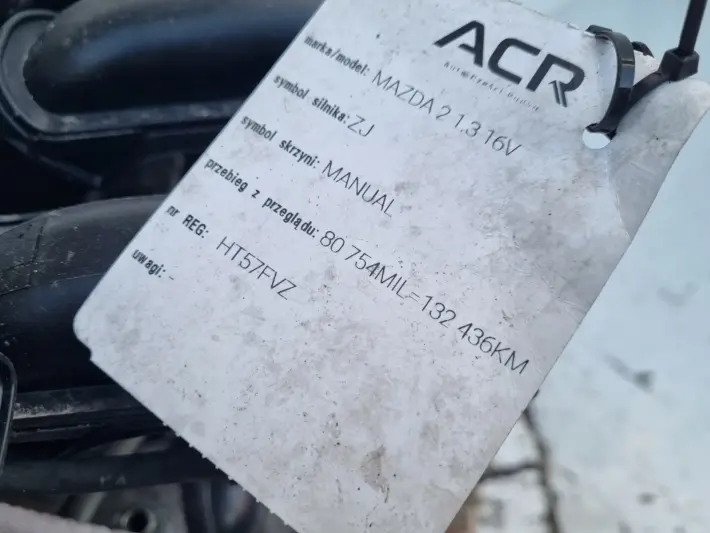 ACR
marka/model: MAZDA 2 1.3 16V
symbol silnika: ZJ
symbol skrzyni: MANUAL
przebieg z przeglądu: 80 754MIL=132 436KM
nr REG: HT57FVZ
uwagi: -